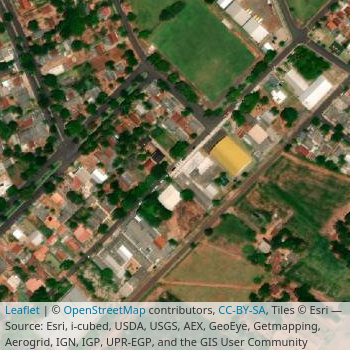 Leaflet | © OpenStreetMap contributors, CC-BY-SA, Tiles © Esri —
Source: Esri, i-cubed, USDA, USGS, AEX, GeoEye, Getmapping,
Aerogrid, IGN, IGP, UPR-EGP, and the GIS User Community